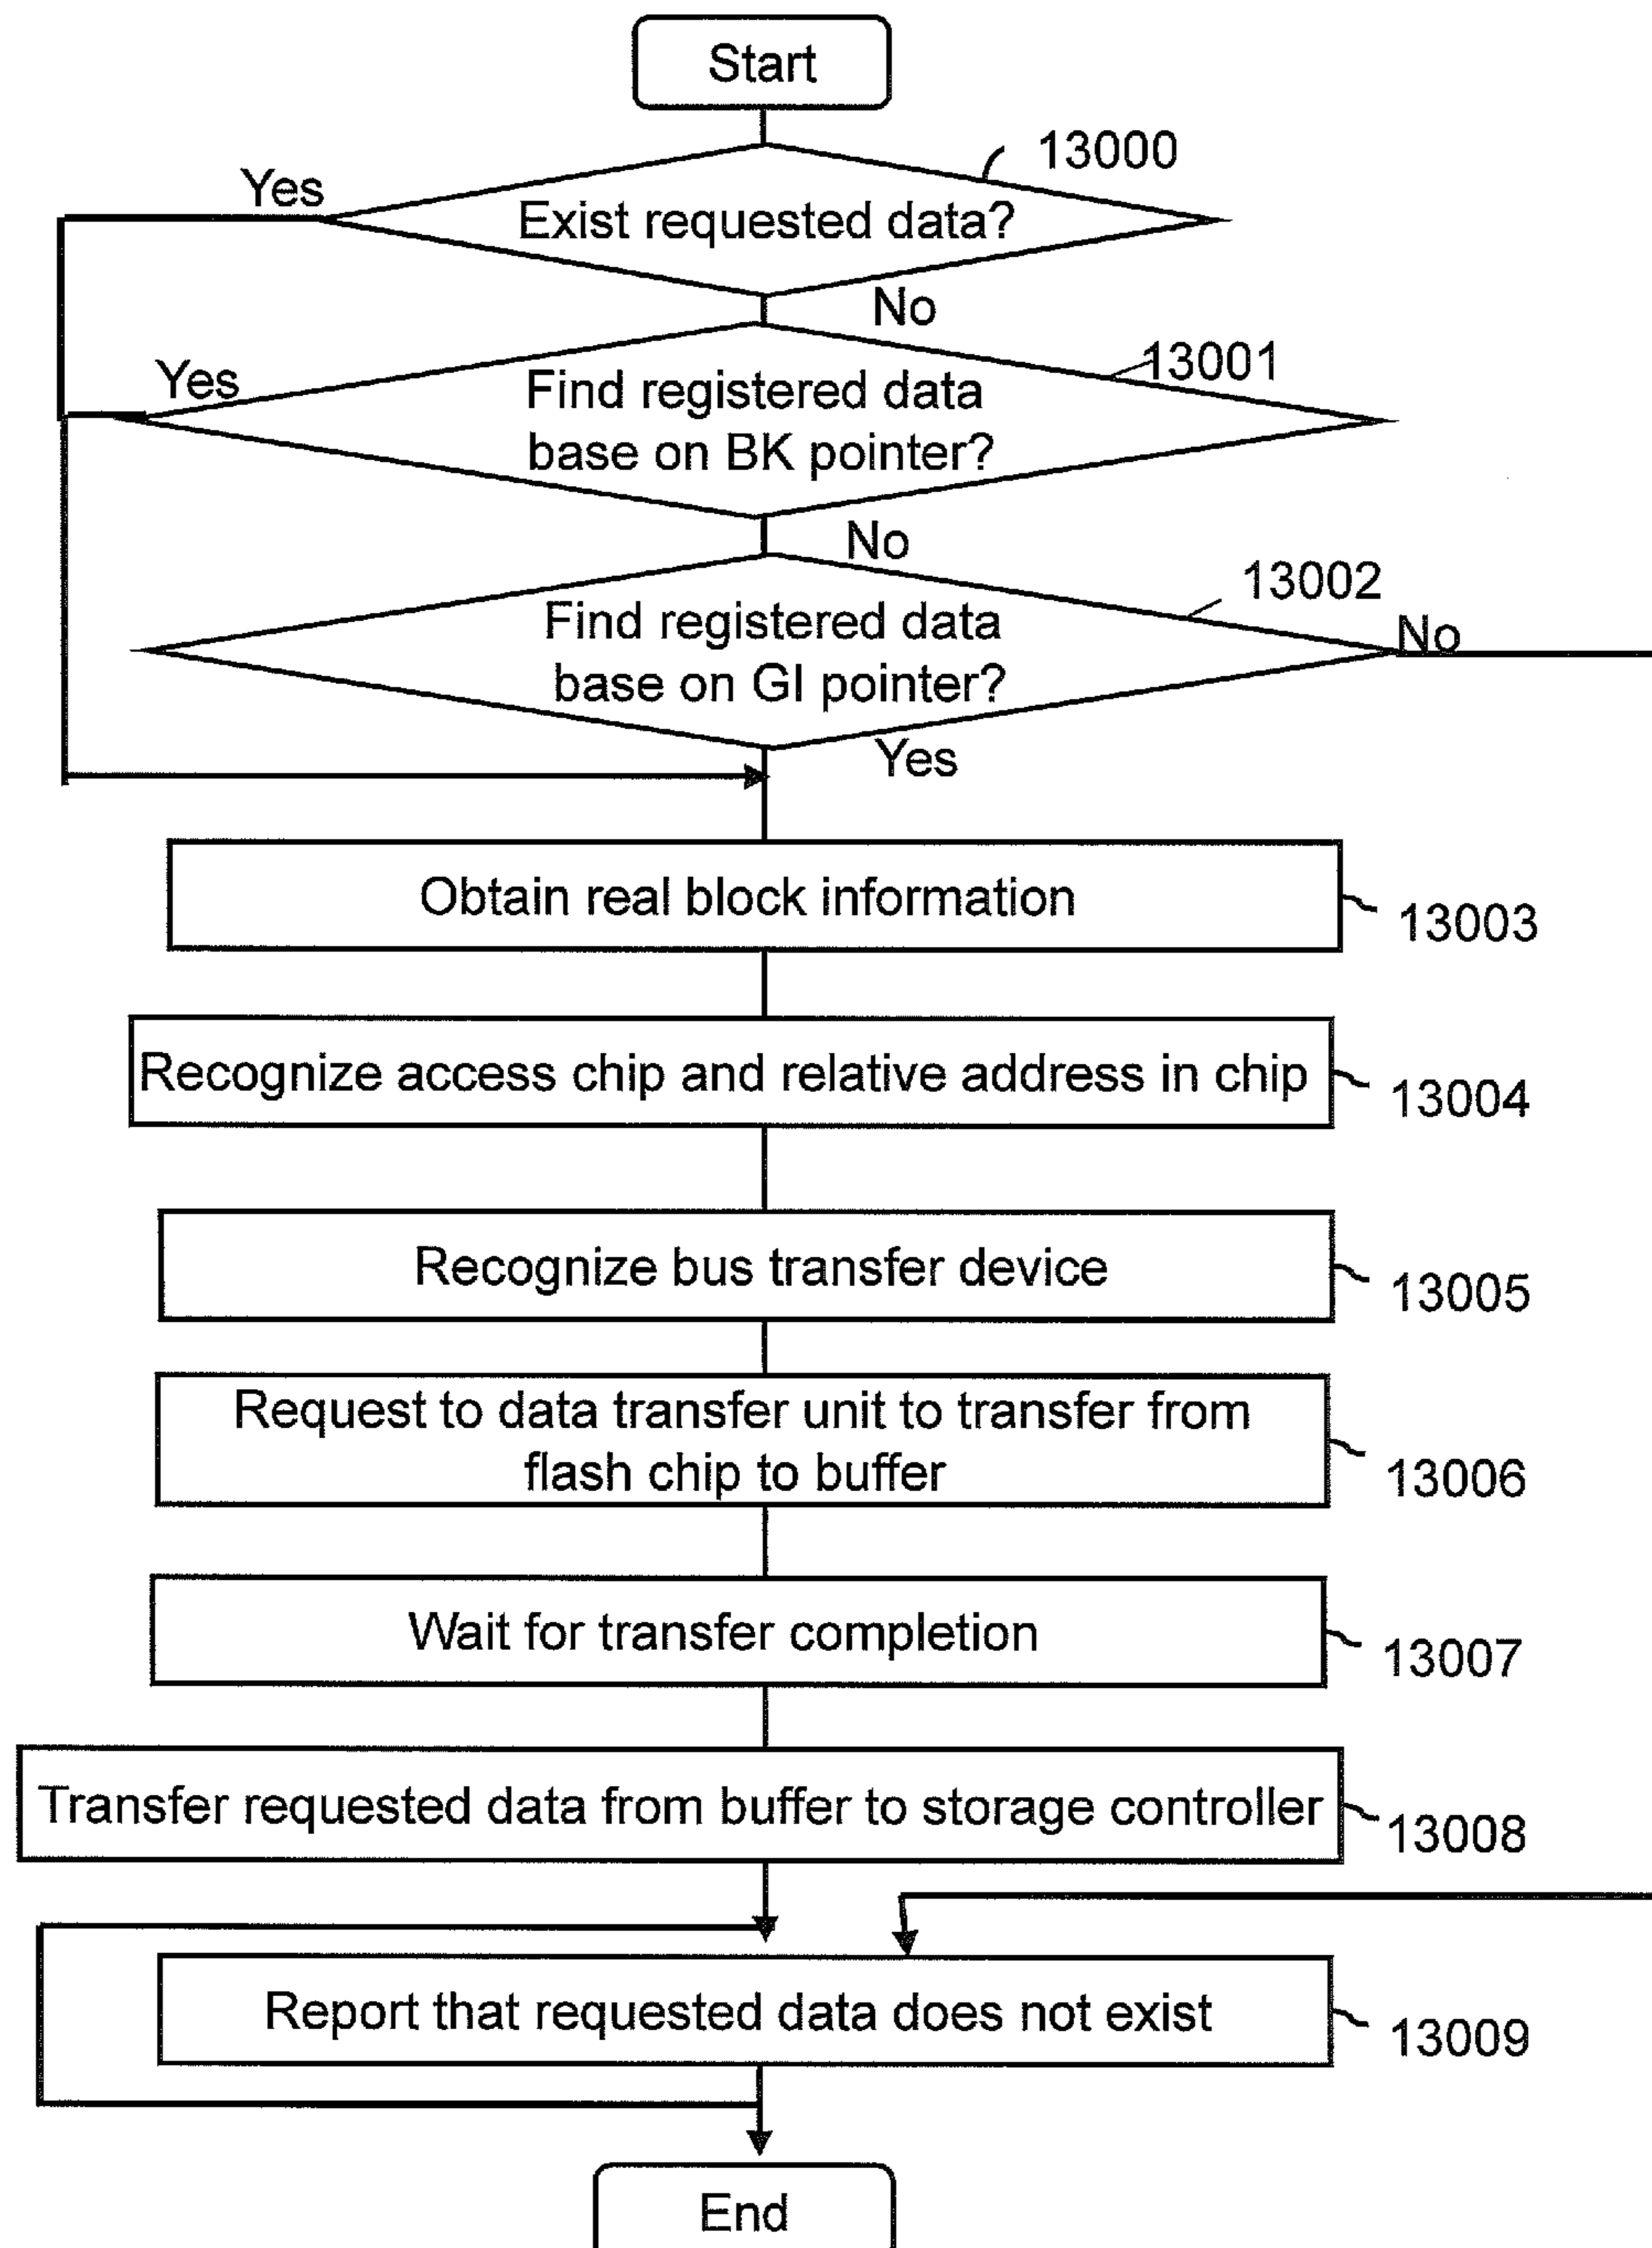 Start
13000
Yes
Exist requested data?
No
13001
Yes
Find registered data
base on BK pointer?
No
13002
Find registered data
base on GI pointer?
No
Yes
Obtain real block information
13003
Recognize access chip and relative address in chip
13004
Recognize bus transfer device
13005
Request to data transfer unit to transfer from
flash chip to buffer
13006
Wait for transfer completion
13007
Transfer requested data from buffer to storage controller
13008
Report that requested data does not exist
13009
End